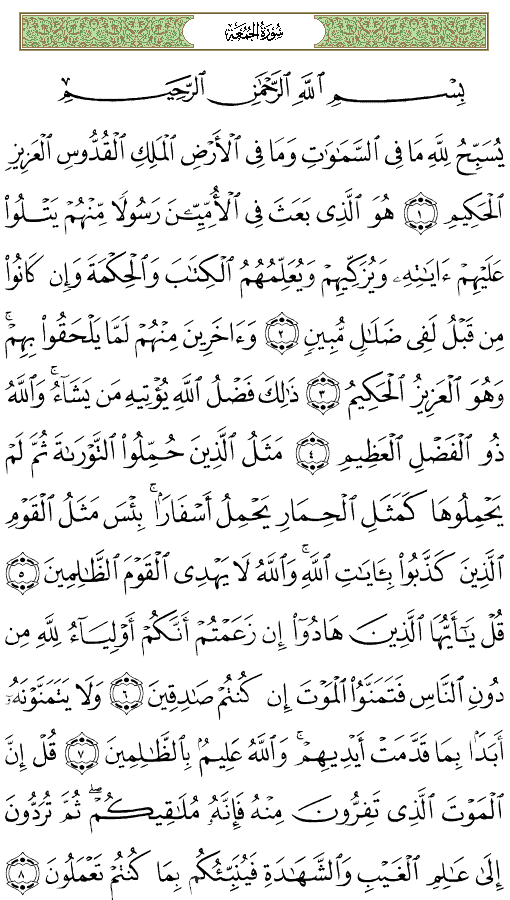 سُورَةُ الجُمُعَة
بِسْمِ ٱللَّهِ ٱلرَّحْمَٰنِ ٱلرَّحِيمِ
يُسَبِّحُ لِلَّهِ مَا فِى ٱلسَّمَٰوَٰتِ وَمَا فِى ٱلْأَرْضِ ٱلْمَلِكِ ٱلْقُدُّوسِ ٱلْعَزِيزِ
ٱلْحَكِيمِ ١ هُوَ ٱلَّذِى بَعَثَ فِى ٱلْأُمِّيِّـۧنَ رَسُولًا مِّنْهُمْ يَتْلُوا۟
عَلَيْهِمْ ءَايَٰتِهِۦ وَيُزَكِّيهِمْ وَيُعَلِّمُهُمُ ٱلْكِتَٰبَ وَٱلْحِكْمَةَ وَإِن كَانُوا۟
مِن قَبْلُ لَفِى ضَلَٰلٍ مُّبِينٍ ٢ وَءَاخَرِينَ مِنْهُمْ لَمَّا يَلْحَقُوا۟ بِهِمْ ۚ
وَهُوَ ٱلْعَزِيزُ ٱلْحَكِيمُ ٣ ذَٰلِكَ فَضْلُ ٱللَّهِ يُؤْتِيهِ مَن يَشَآءُ ۚ وَٱللَّهُ
ذُو ٱلْفَضْلِ ٱلْعَظِيمِ ٤ مَثَلُ ٱلَّذِينَ حُمِّلُوا۟ ٱلتَّوْرَىٰةَ ثُمَّ لَمْ
يَحْمِلُوهَا كَمَثَلِ ٱلْحِمَارِ يَحْمِلُ أَسْفَارًۢا ۚ بِئْسَ مَثَلُ ٱلْقَوْمِ
ٱلَّذِينَ كَذَّبُوا۟ بِـَٔايَٰتِ ٱللَّهِ ۚ وَٱللَّهُ لَا يَهْدِى ٱلْقَوْمَ ٱلظَّٰلِمِينَ ٥
قُلْ يَٰٓأَيُّهَا ٱلَّذِينَ هَادُوٓا۟ إِن زَعَمْتُمْ أَنَّكُمْ أَوْلِيَآءُ لِلَّهِ مِن
دُونِ ٱلنَّاسِ فَتَمَنَّوُا۟ ٱلْمَوْتَ إِن كُنتُمْ صَٰدِقِينَ ٦ وَلَا يَتَمَنَّوْنَهُۥٓ
أَبَدًۢا بِمَا قَدَّمَتْ أَيْدِيهِمْ ۚ وَٱللَّهُ عَلِيمٌۢ بِٱلظَّٰلِمِينَ ٧ قُلْ إِنَّ
ٱلْمَوْتَ ٱلَّذِى تَفِرُّونَ مِنْهُ فَإِنَّهُۥ مُلَٰقِيكُمْ ۖ ثُمَّ تُرَدُّونَ
إِلَىٰ عَٰلِمِ ٱلْغَيْبِ وَٱلشَّهَٰدَةِ فَيُنَبِّئُكُم بِمَا كُنتُمْ تَعْمَلُونَ ٨